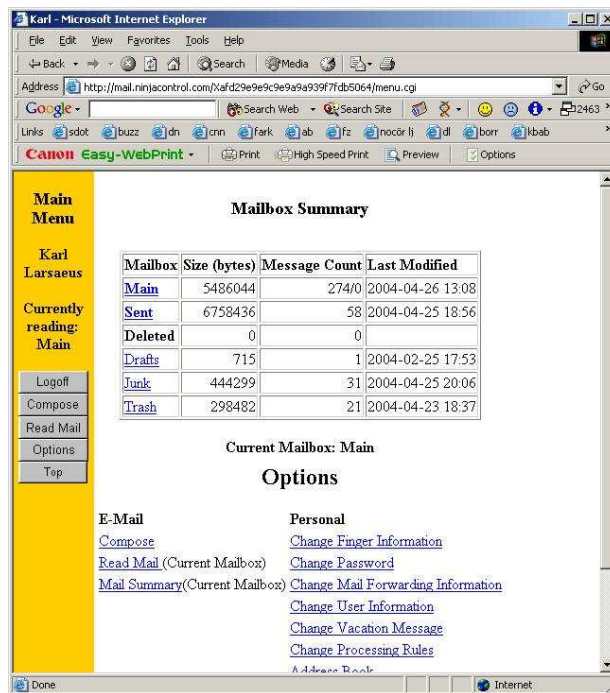 Karl - Microsoft Internet Explorer
File Edit View Favorites Tools Help
Back Search Media
Address http://mail.ninjacontrol.com/Xafd29e9e9c9e9a9a939f7fdb5064/menu.cgi Go
Google Search Web Search Site 2463
Links sdot buzz dn cnn fark ab fz nocör lj dl borr kbab
Canon Easy-WebPrint Print High Speed Print Preview Options
Main Menu
Karl Larsaeus
Currently reading: Main
Logoff
Compose
Read Mail
Options
Top
Mailbox Summary
Mailbox Size (bytes) Message Count Last Modified
Main 5486044 274/0 2004-04-26 13:08
Sent 6758436 58 2004-04-25 18:56
Deleted 0 0
Drafts 715 1 2004-02-25 17:53
Junk 444299 31 2004-04-25 20:06
Trash 298482 21 2004-04-23 18:37
Current Mailbox: Main
Options
E-Mail
Compose
Read Mail (Current Mailbox)
Mail Summary(Current Mailbox)
Personal
Change Finger Information
Change Password
Change Mail Forwarding Information
Change User Information
Change Vacation Message
Change Processing Rules
Address Book
Done Internet